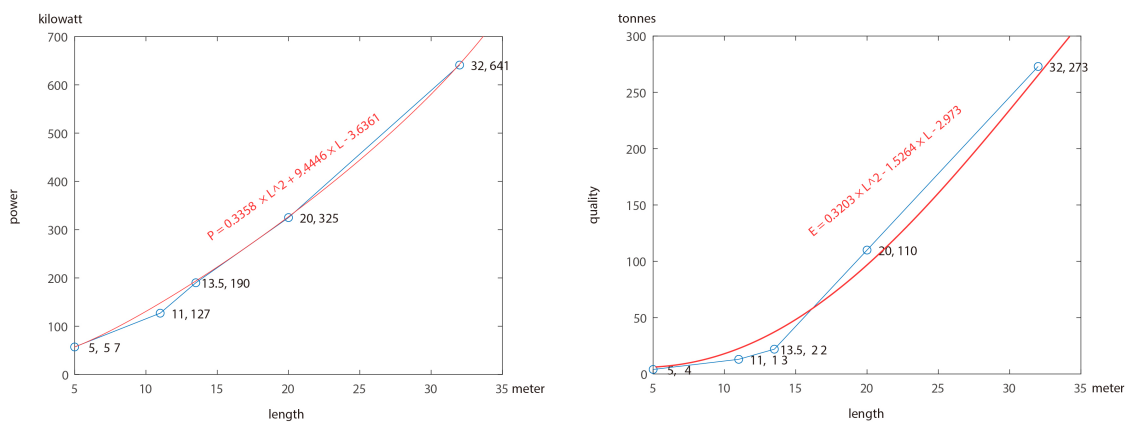 kilowatt
700
600
500
400
300
200
100
0
5
10
15
20
25
30
35 meter
power
length
P = 0.3358 × L^2 + 9.4446 × L - 3.6361
32, 641
20, 325
13.5, 190
11, 127
5, 5 7
tonnes
300
250
200
150
100
50
0
5
10
15
20
25
30
35 meter
quality
length
E = 0.3203 × L^2 - 1.5264 × L - 2.973
32, 273
20, 110
13.5, 2 2
11, 1 3
5, 4